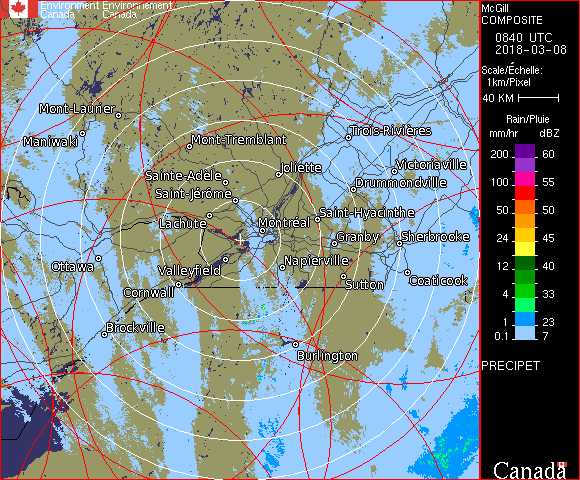 Environment Environnement
Canada Canada
McGill
COMPOSITE
0840 UTC
2018-03-08
Scale/Échelle:
1km/Pixel
40 KM
Rain/Pluie
mm/hr dBZ
200 60
100 55
50 50
24 45
12 40
4 33
1 23
0.1 7
PRECIPET
Canada
Mont-Laurier
Maniwaki
Mont-Tremblant
Trois-Rivières
Joliette
Victoriaville
Sainte-Adèle
Drummondville
Saint-Jérôme
Lachute
Saint-Hyacinthe
Montréal
Granby
Sherbrooke
Ottawa
Valleyfield
Napierville
Coaticook
Cornwall
Sutton
Brockville
Burlington